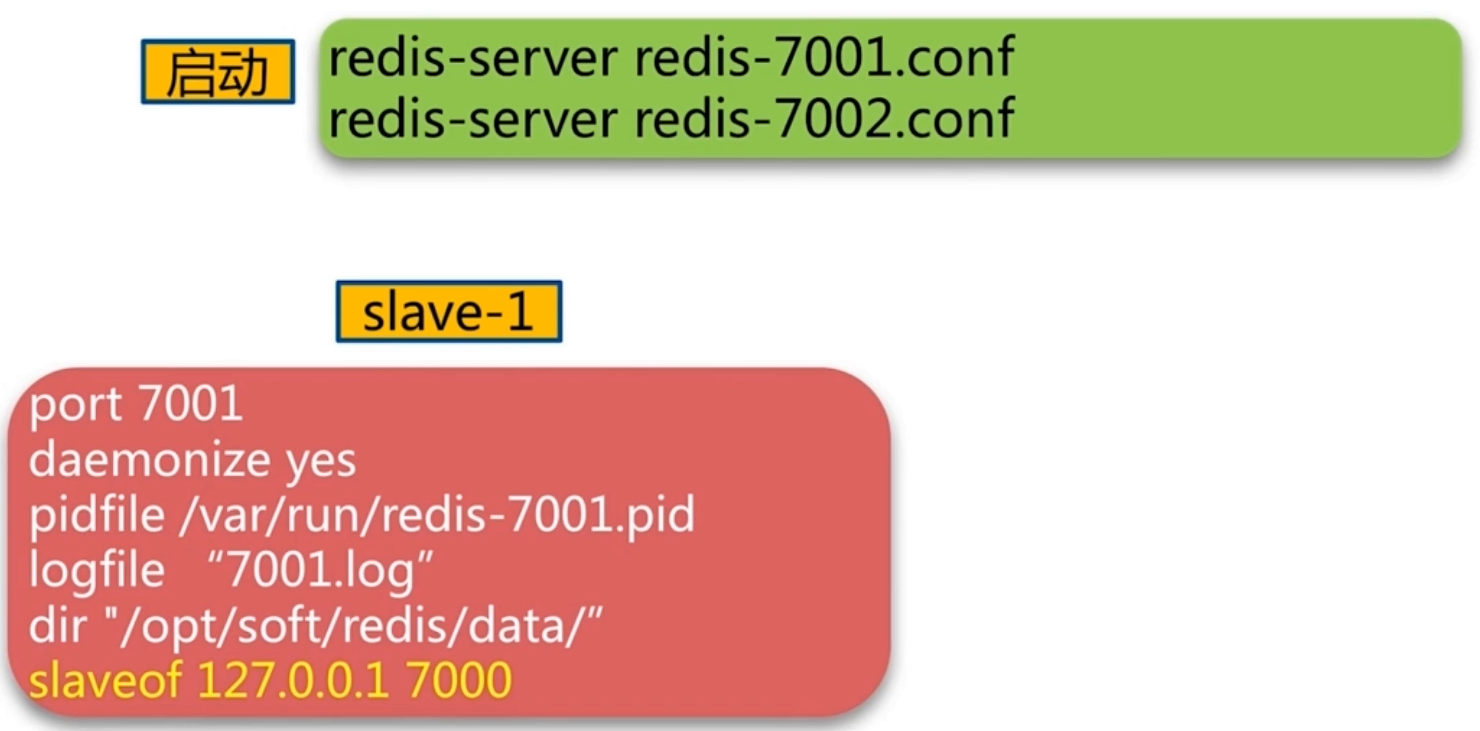 启动
redis-server redis-7001.conf
redis-server redis-7002.conf
slave-1
port 7001
daemonize yes
pidfile /var/run/redis-7001.pid
logfile “7001.log”
dir "/opt/soft/redis/data/”
slaveof 127.0.0.1 7000